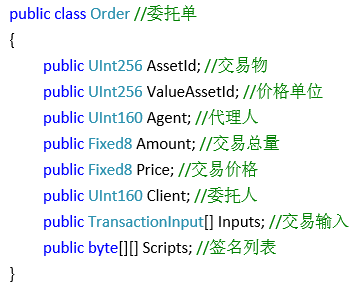 public class Order //委托单
{
public UInt256 AssetId; //交易物
public UInt256 ValueAssetId; //价格单位
public UInt160 Agent; //代理人
public Fixed8 Amount; //交易总量
public Fixed8 Price; //交易价格
public UInt160 Client; //委托人
public TransactionInput[] Inputs; //交易输入
public byte[][] Scripts; //签名列表
}